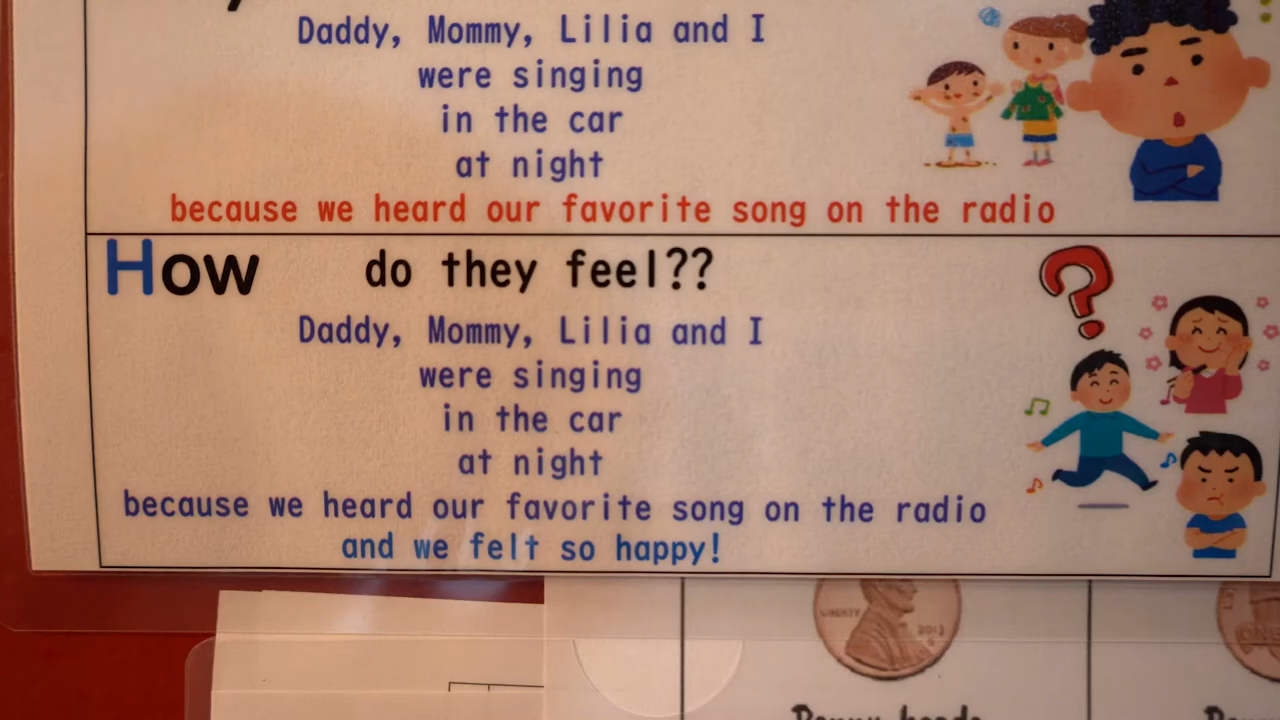 Daddy, Mommy, Lilia and I
were singing
in the car
at night
because we heard our favorite song on the radio
How do they feel??
Daddy, Mommy, Lilia and I
were singing
in the car
at night
because we heard our favorite song on the radio
and we felt so happy!
LIBERTY
2013